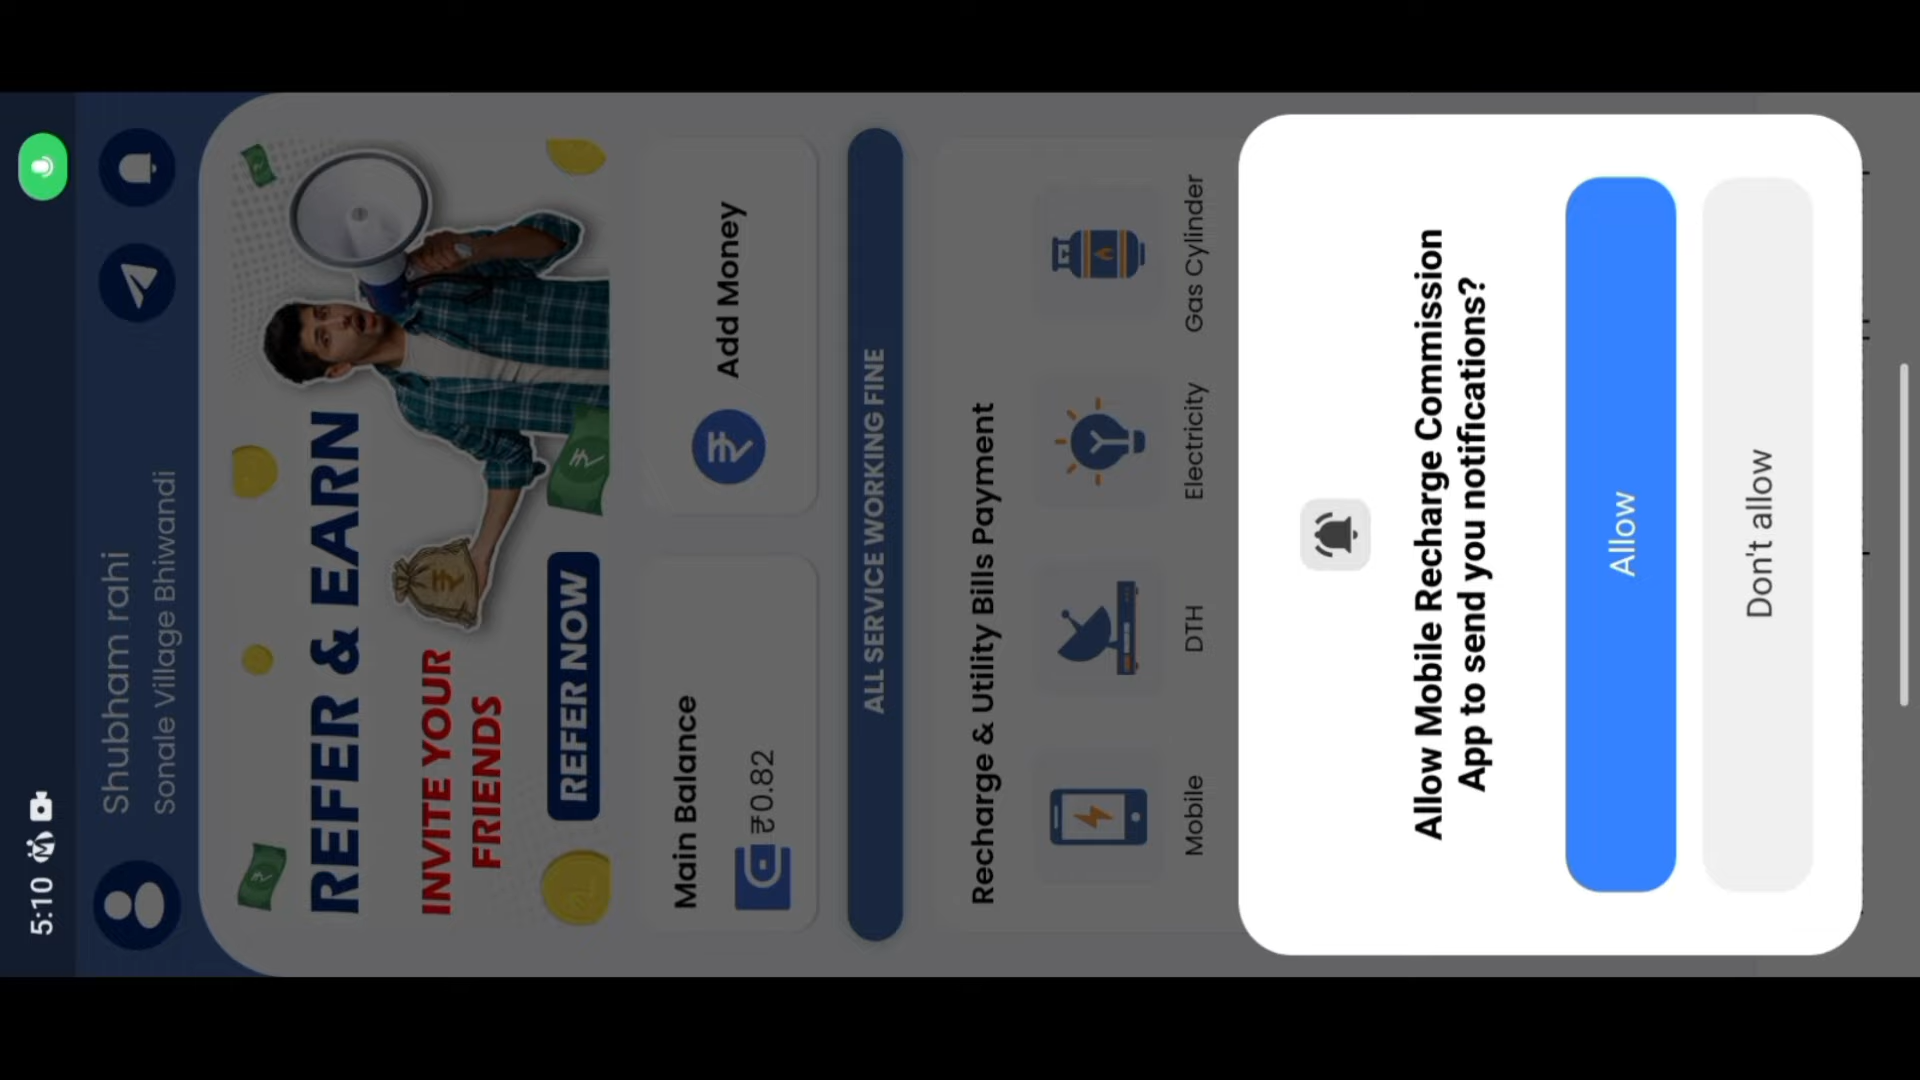 5:10
Shubham rahi
Sonale Village Bhiwandi
REFER & EARN
INVITE YOUR
FRIENDS
REFER NOW
Main Balance
₹0.82
Add Money
ALL SERVICE WORKING FINE
Recharge & Utility Bills Payment
Mobile
DTH
Electricity
Gas Cylinder
Allow Mobile Recharge Commission
App to send you notifications?
Allow
Don't allow